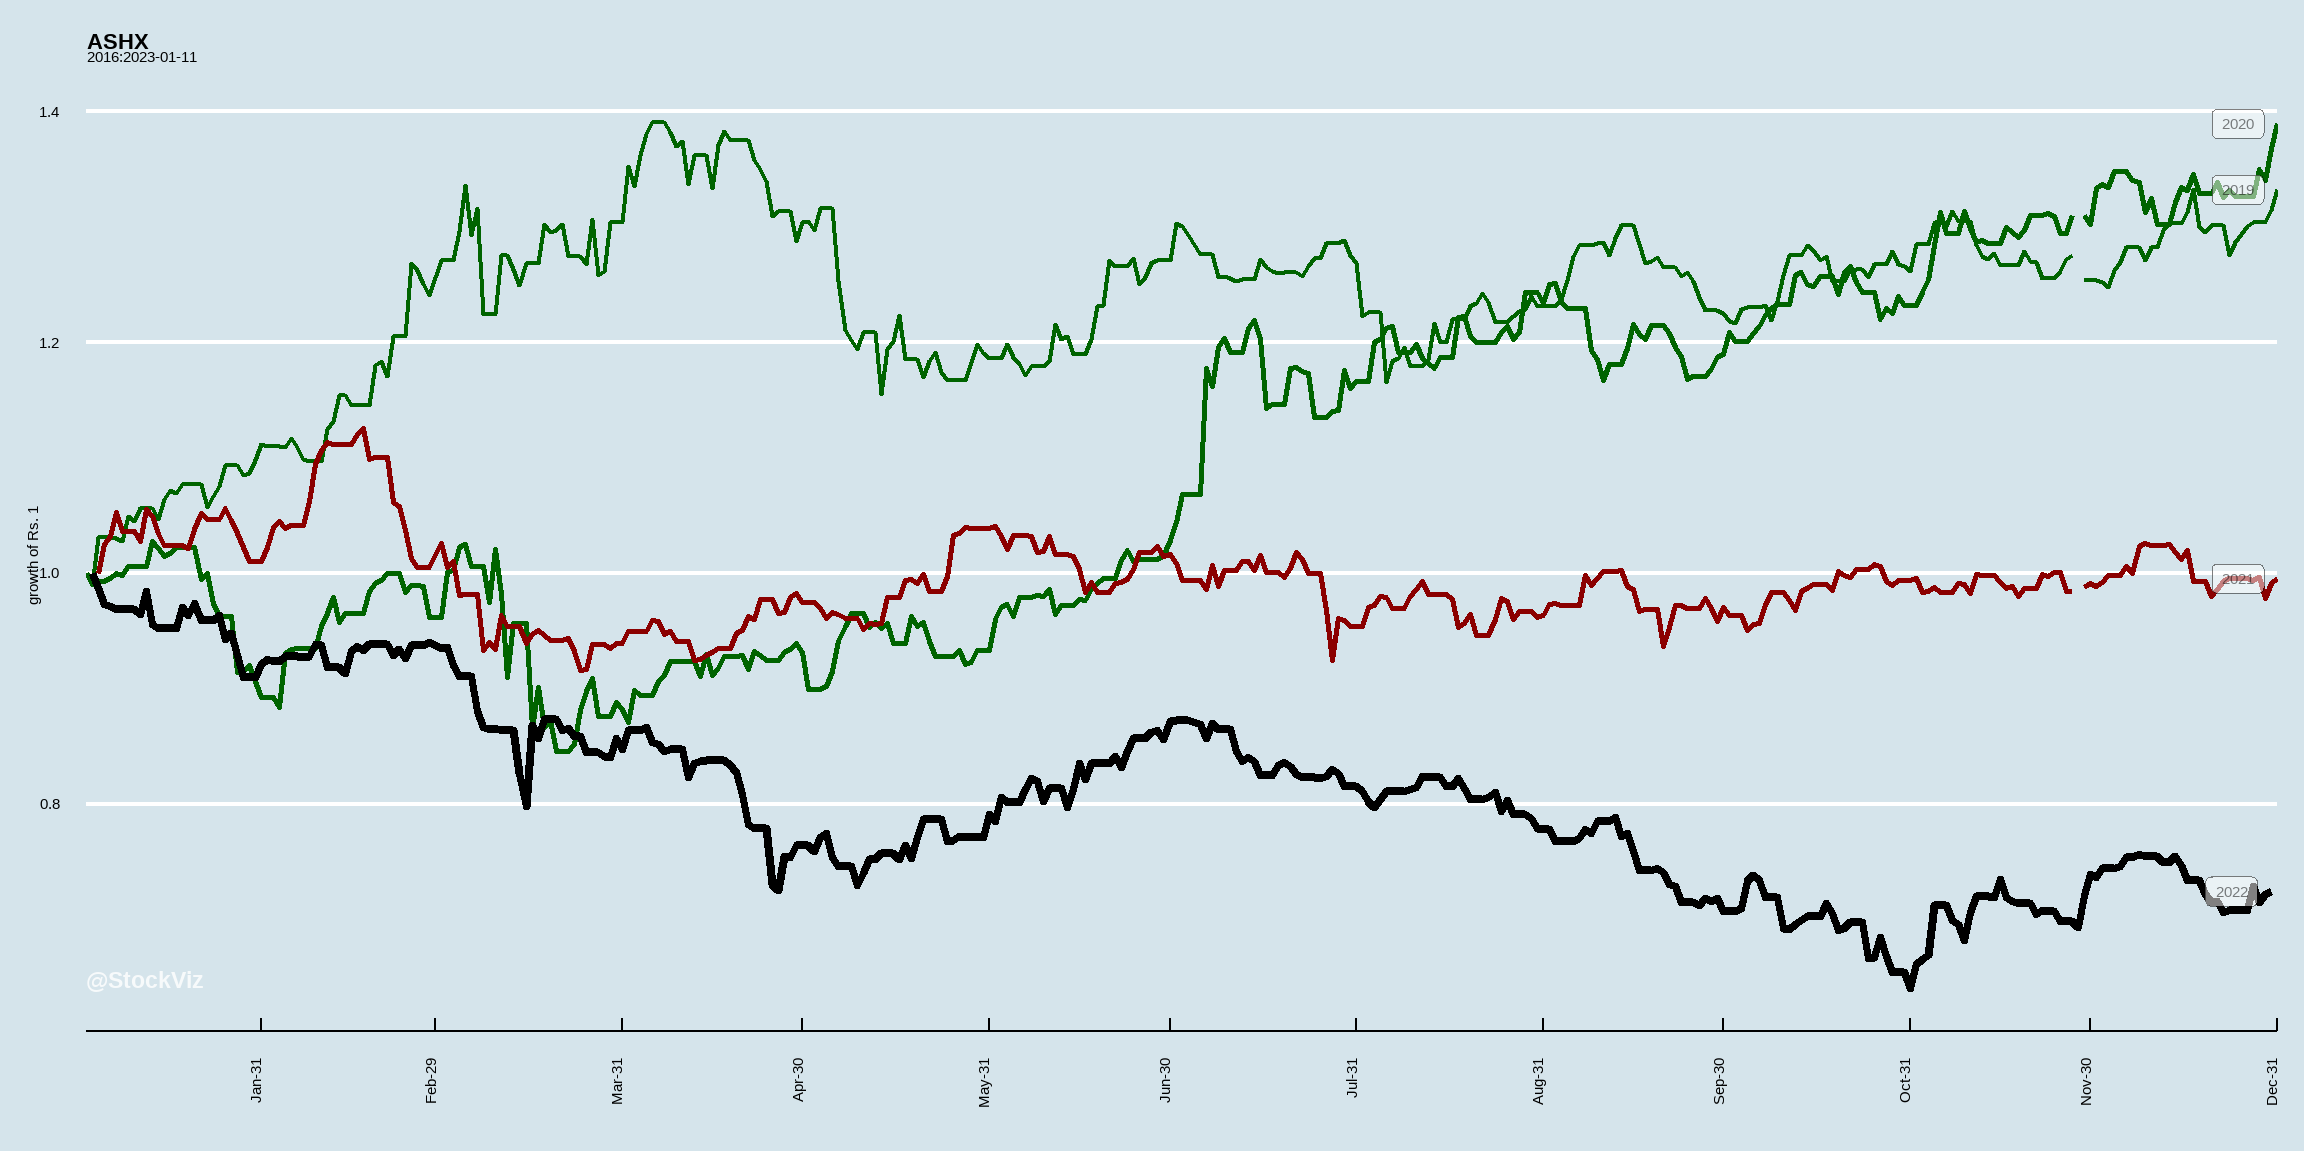 ASHX
2016:2023-01-11
growth of Rs. 1
1.4
1.2
1.0
0.8
2020
2019
2021
2022
@StockViz
Jan-31
Feb-29
Mar-31
Apr-30
May-31
Jun-30
Jul-31
Aug-31
Sep-30
Oct-31
Nov-30
Dec-31